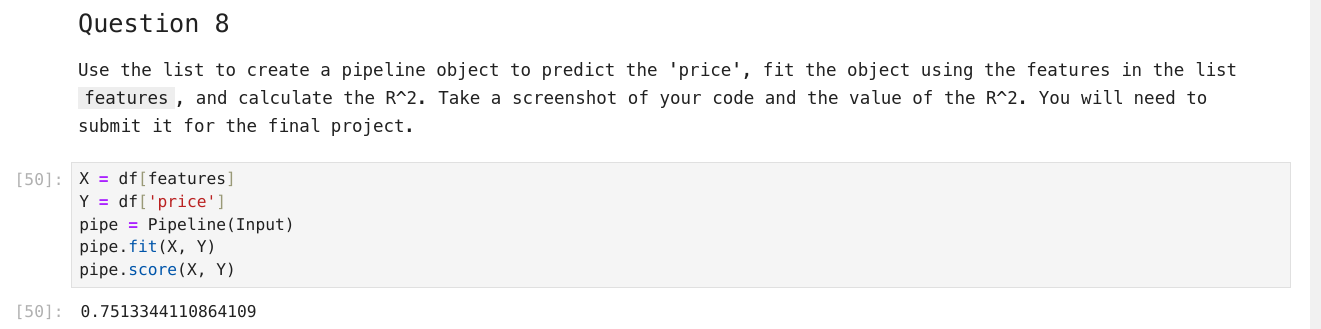 Question 8
Use the list to create a pipeline object to predict the 'price', fit the object using the features in the list
features , and calculate the R^2. Take a screenshot of your code and the value of the R^2. You will need to
submit it for the final project.
[50]: X = df[features]
Y = df['price']
pipe = Pipeline(Input)
pipe.fit(X, Y)
pipe.score(X, Y)
[50]: 0.7513344110864109